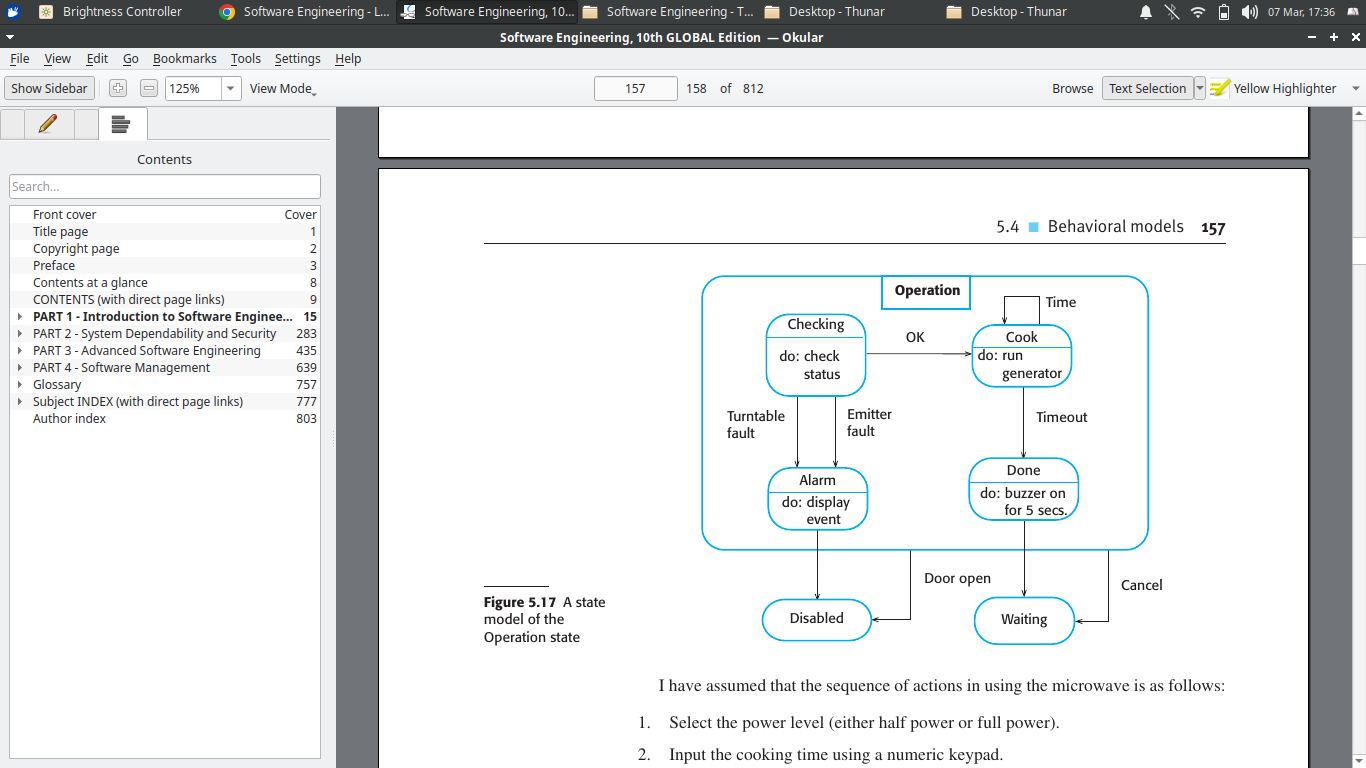 Brightness Controller
Software Engineering - L...
Software Engineering, 10...
Software Engineering - T...
Desktop - Thunar
Desktop - Thunar
07 Mar, 17:36
Software Engineering, 10th GLOBAL Edition — Okular
File View Edit Go Bookmarks Tools Settings Help
Show Sidebar 125% View Mode 157 158 of 812 Browse Text Selection Yellow Highlighter
Contents
Search...
Front cover Cover
Title page 1
Copyright page 2
Preface 3
Contents at a glance 8
CONTENTS (with direct page links) 9
PART 1 - Introduction to Software Enginee... 15
PART 2 - System Dependability and Security 283
PART 3 - Advanced Software Engineering 435
PART 4 - Software Management 639
Glossary 757
Subject INDEX (with direct page links) 777
Author index 803
5.4 ■ Behavioral models 157
Operation
Time
Checking
do: check
status
OK
Cook
do: run
generator
Turntable
fault
Emitter
fault
Timeout
Alarm
do: display
event
Done
do: buzzer on
for 5 secs.
Door open
Cancel
Disabled
Waiting
Figure 5.17 A state
model of the
Operation state
I have assumed that the sequence of actions in using the microwave is as follows:
1. Select the power level (either half power or full power).
2. Input the cooking time using a numeric keypad.